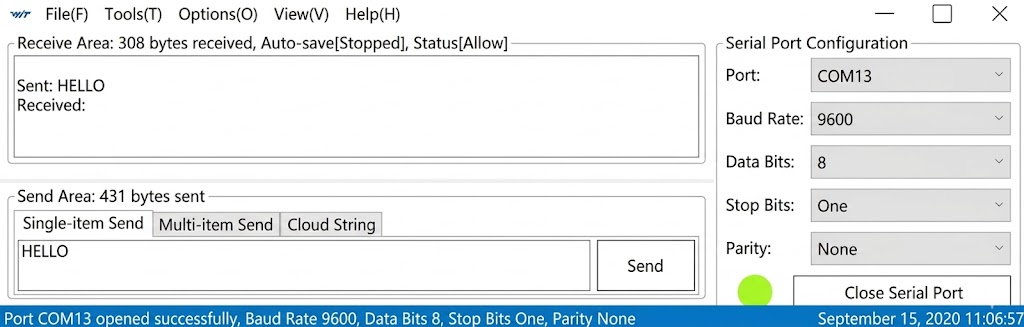 WIT File(F) Tools(T) Options(O) View(V) Help(H)
Receive Area: 308 bytes received, Auto-save[Stopped], Status[Allow]
Sent: HELLO
Received:
Send Area: 431 bytes sent
Single-item Send Multi-item Send Cloud String
HELLO
Send
Serial Port Configuration
Port: COM13
Baud Rate: 9600
Data Bits: 8
Stop Bits: One
Parity: None
Close Serial Port
Port COM13 opened successfully, Baud Rate 9600, Data Bits 8, Stop Bits One, Parity None September 15, 2020 11:06:57